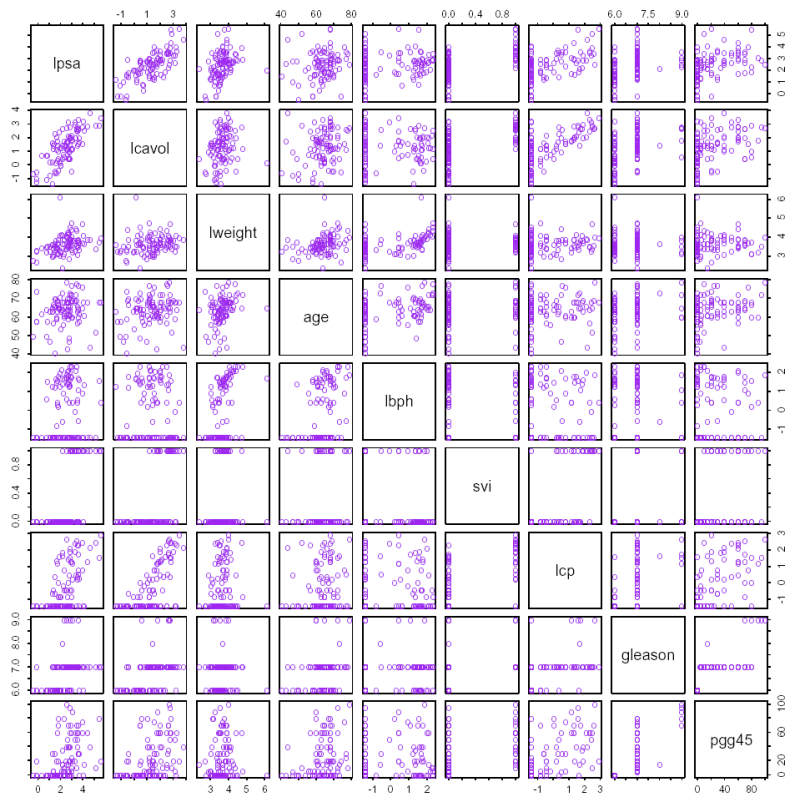 -1 1 3
40 60 80
0.0 0.4 0.8
6.0 7.5 9.0
lpsa
0 1 2 3 4 5
-1 0 1 2 3 4
lcavol
lweight
3 4 5 6
40 50 60 70 80
age
lbph
-1 0 1 2
0.0 0.4 0.8
svi
lcp
-1 0 1 2 3
6.0 7.0 8.0 9.0
gleason
pgg45
0 20 60 100
0 2 4
3 4 5 6
-1 0 1 2
-1 1 2 3
0 40 80